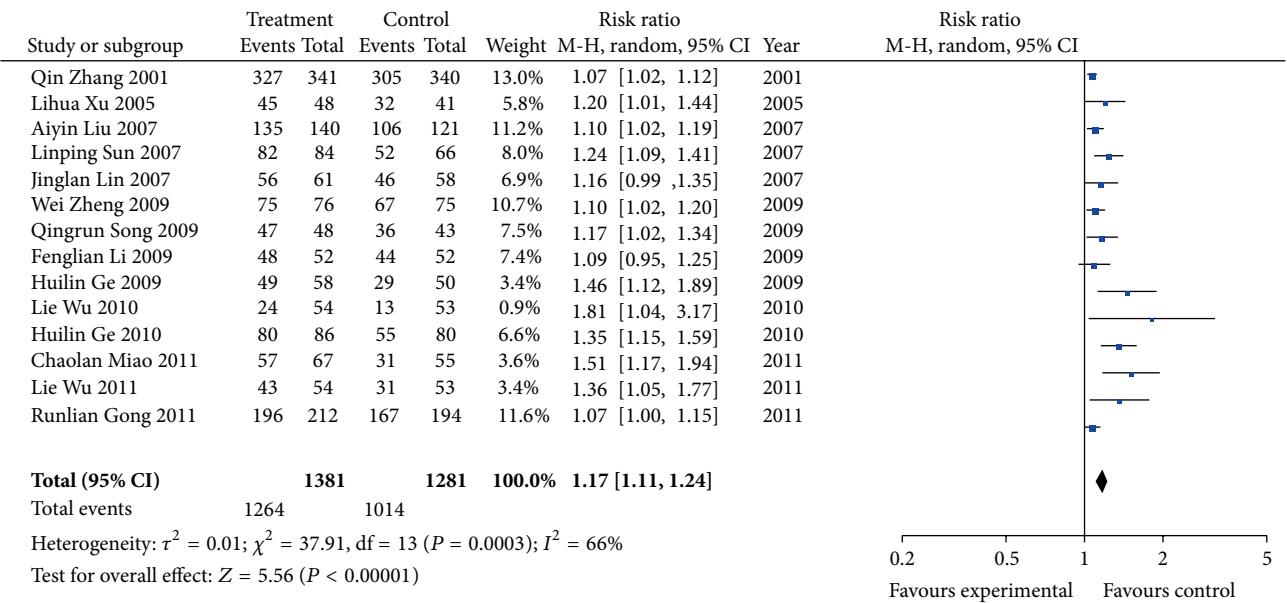 Treatment Control Risk ratio Risk ratio
Study or subgroup Events Total Events Total Weight M-H, random, 95% CI Year M-H, random, 95% CI
Qin Zhang 2001 327 341 305 340 13.0% 1.07 [1.02, 1.12] 2001
Lihua Xu 2005 45 48 32 41 5.8% 1.20 [1.01, 1.44] 2005
Aiyin Liu 2007 135 140 106 121 11.2% 1.10 [1.02, 1.19] 2007
Linping Sun 2007 82 84 52 66 8.0% 1.24 [1.09, 1.41] 2007
Jinglan Lin 2007 56 61 46 58 6.9% 1.16 [0.99 ,1.35] 2007
Wei Zheng 2009 75 76 67 75 10.7% 1.10 [1.02, 1.20] 2009
Qingrun Song 2009 47 48 36 43 7.5% 1.17 [1.02, 1.34] 2009
Fenglian Li 2009 48 52 44 52 7.4% 1.09 [0.95, 1.25] 2009
Huilin Ge 2009 49 58 29 50 3.4% 1.46 [1.12, 1.89] 2009
Lie Wu 2010 24 54 13 53 0.9% 1.81 [1.04, 3.17] 2010
Huilin Ge 2010 80 86 55 80 6.6% 1.35 [1.15, 1.59] 2010
Chaolan Miao 2011 57 67 31 55 3.6% 1.51 [1.17, 1.94] 2011
Lie Wu 2011 43 54 31 53 3.4% 1.36 [1.05, 1.77] 2011
Runlian Gong 2011 196 212 167 194 11.6% 1.07 [1.00, 1.15] 2011
Total (95% CI) 1381 1281 100.0% 1.17 [1.11, 1.24]
Total events 1264 1014
Heterogeneity: τ² = 0.01; χ² = 37.91, df = 13 (P = 0.0003); I² = 66%
Test for overall effect: Z = 5.56 (P < 0.00001)
0.2 0.5 1 2 5
Favours experimental Favours control